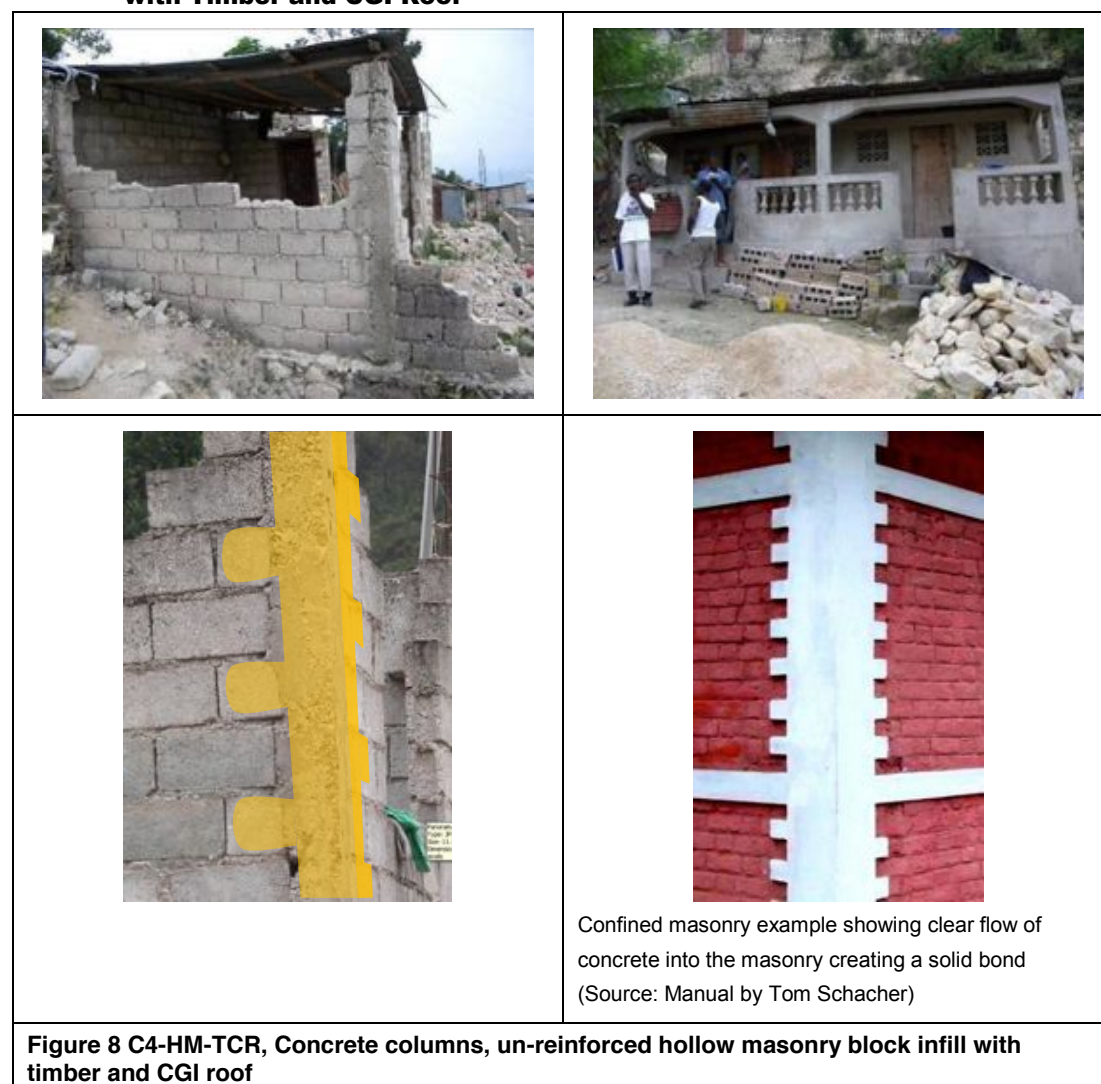 with Timber and CGI Roof
Confined masonry example showing clear flow of
concrete into the masonry creating a solid bond
(Source: Manual by Tom Schacher)
Figure 8 C4-HM-TCR, Concrete columns, un-reinforced hollow masonry block infill with
timber and CGI roof